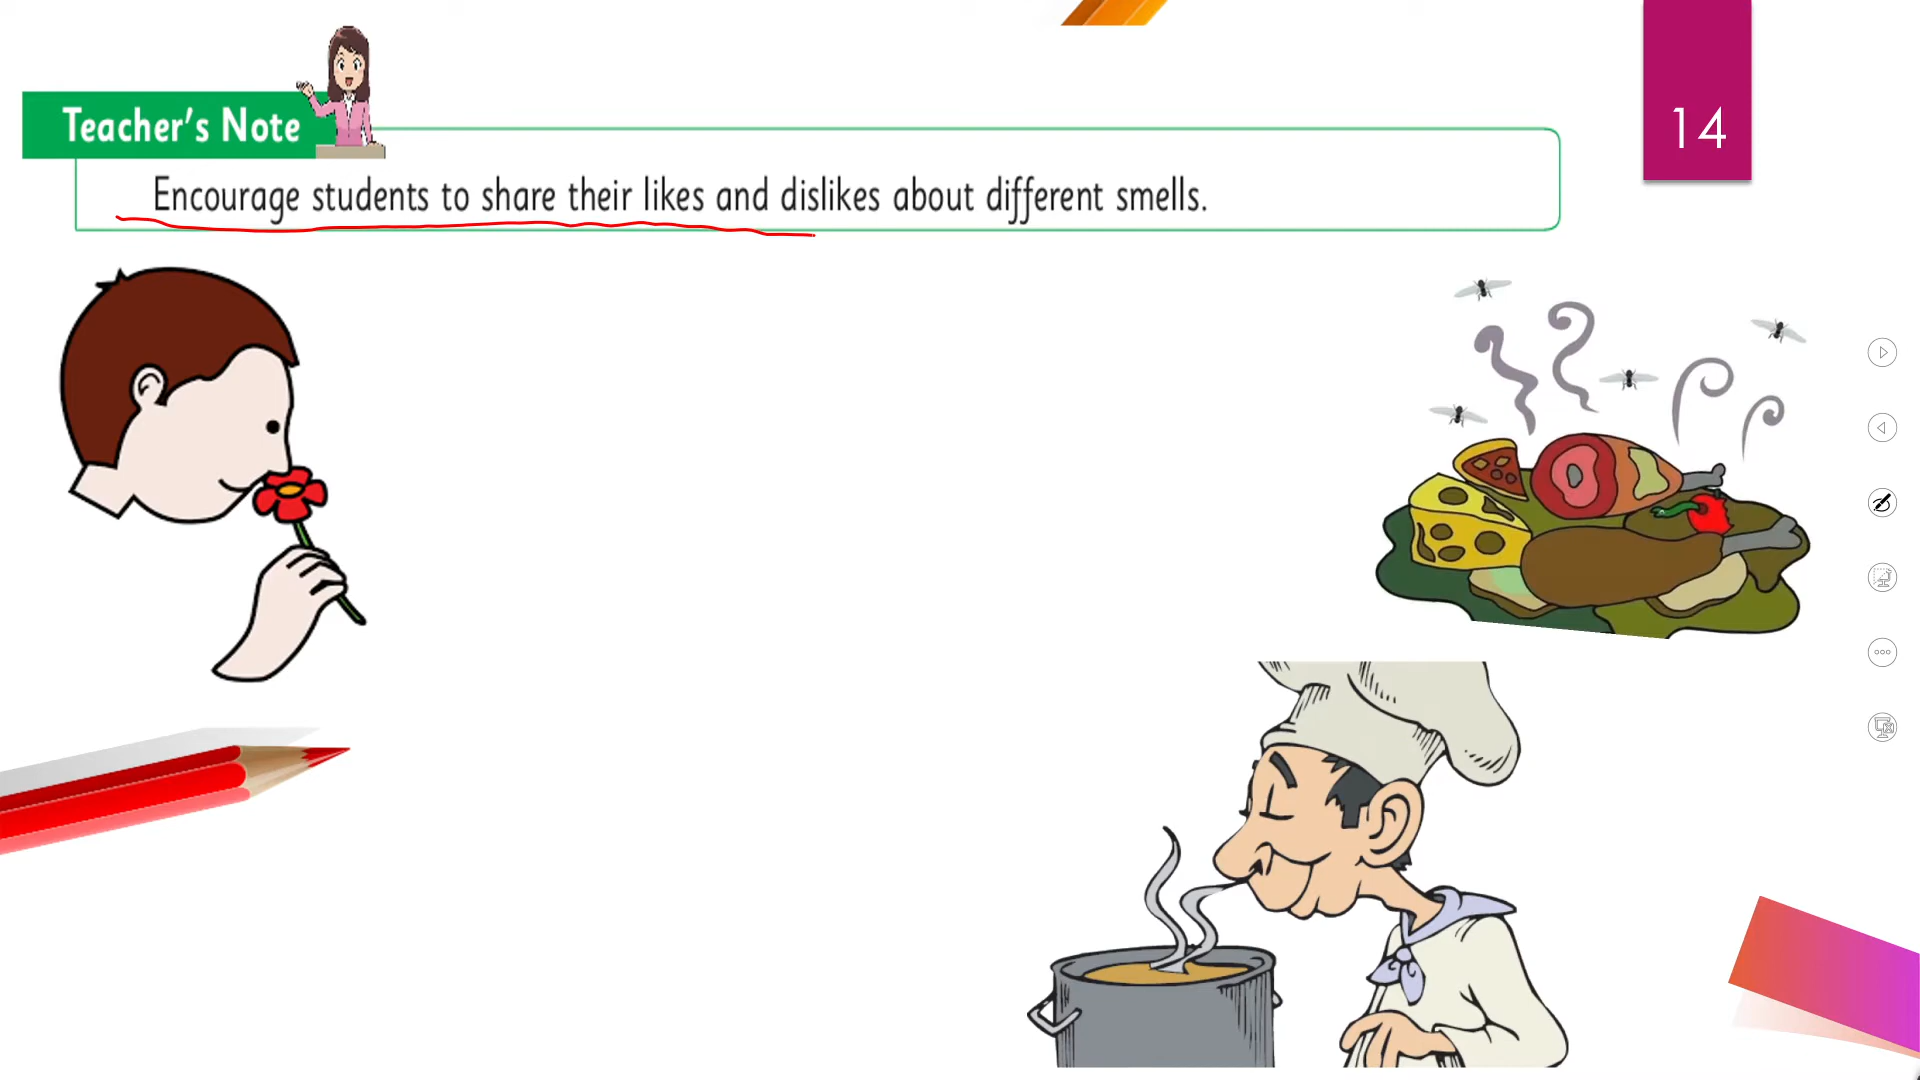 Teacher's Note
14
Encourage students to share their likes and dislikes about different smells.